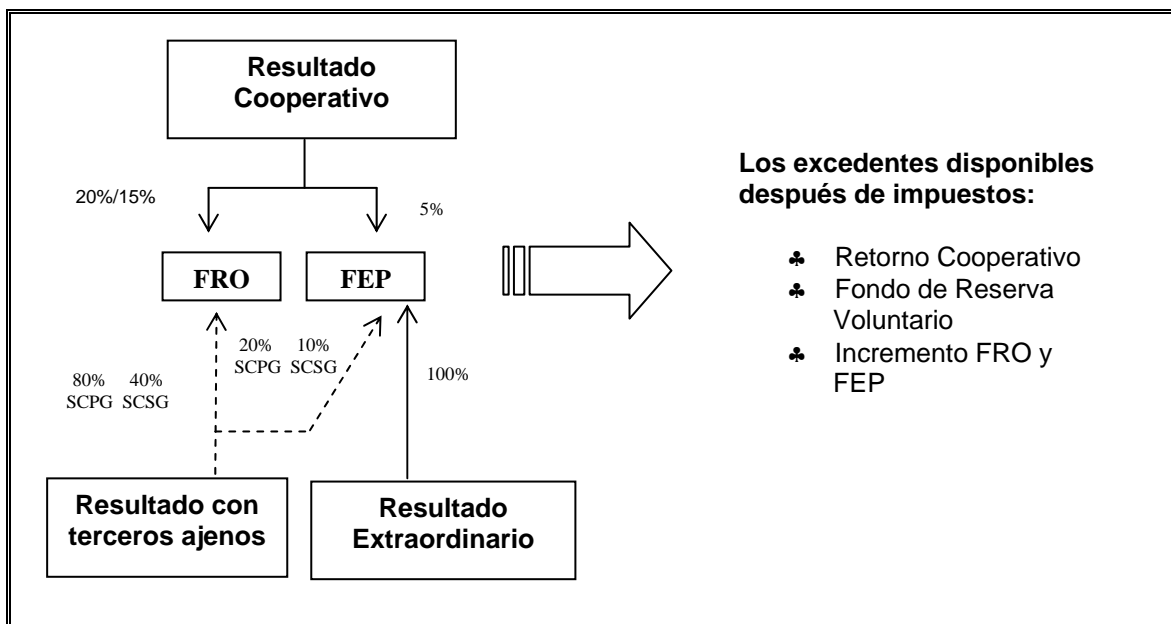 Resultado
Cooperativo
20%/15%
5%
FRO
FEP
20% 10%
SCPG SCSG
80% 40%
SCPG SCSG
100%
Resultado con
terceros ajenos
Resultado
Extraordinario
Los excedentes disponibles
después de impuestos:
♣ Retorno Cooperativo
♣ Fondo de Reserva
Voluntario
♣ Incremento FRO y
FEP